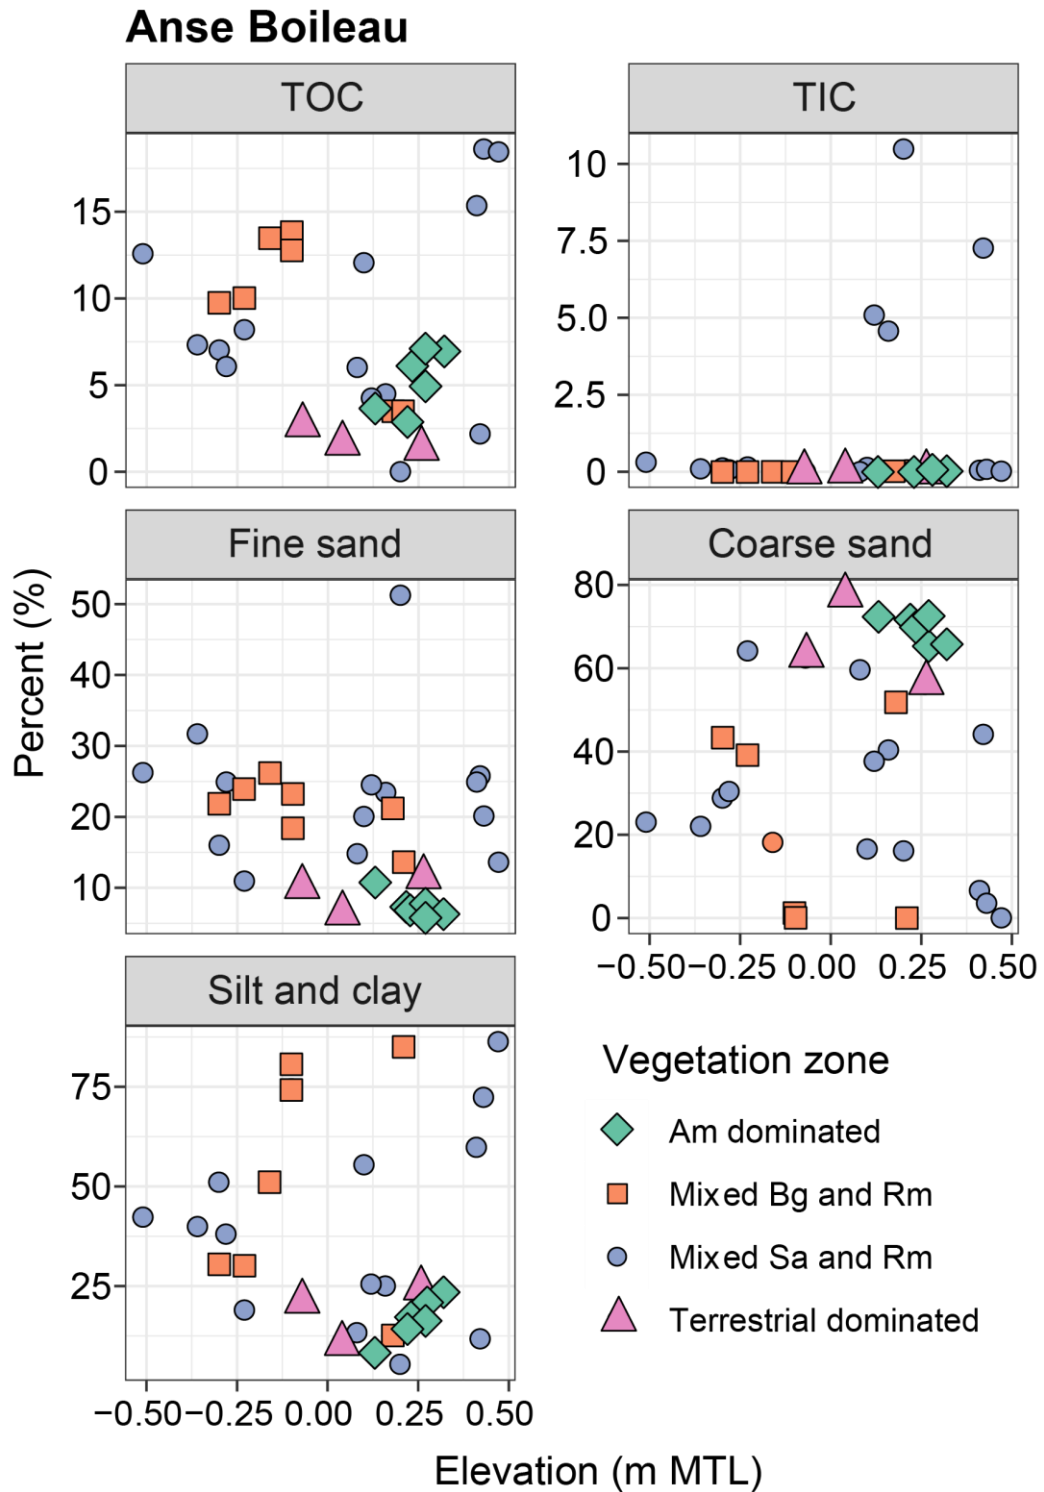 Anse Boileau
TOC
TIC
15
10
5
0
10
7.5
5.0
2.5
0
Fine sand
Coarse sand
50
40
30
20
10
80
60
40
20
0
−0.50 −0.25 0.00 0.25 0.50
Silt and clay
75
50
25
−0.50 −0.25 0.00 0.25 0.50
Percent (%)
Elevation (m MTL)
Vegetation zone
Am dominated
Mixed Bg and Rm
Mixed Sa and Rm
Terrestrial dominated